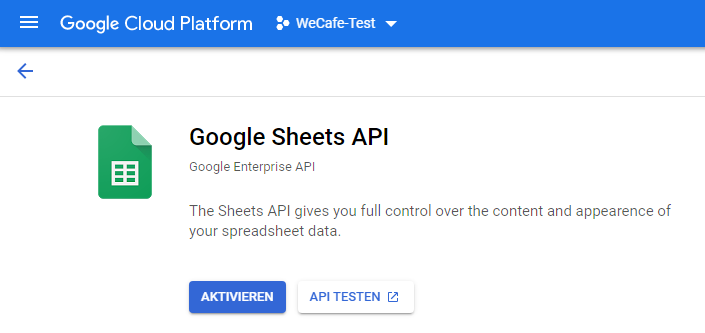 Google Cloud Platform
WeCafe-Test
Google Sheets API
Google Enterprise API
The Sheets API gives you full control over the content and appearence of
your spreadsheet data.
AKTIVIEREN
API TESTEN